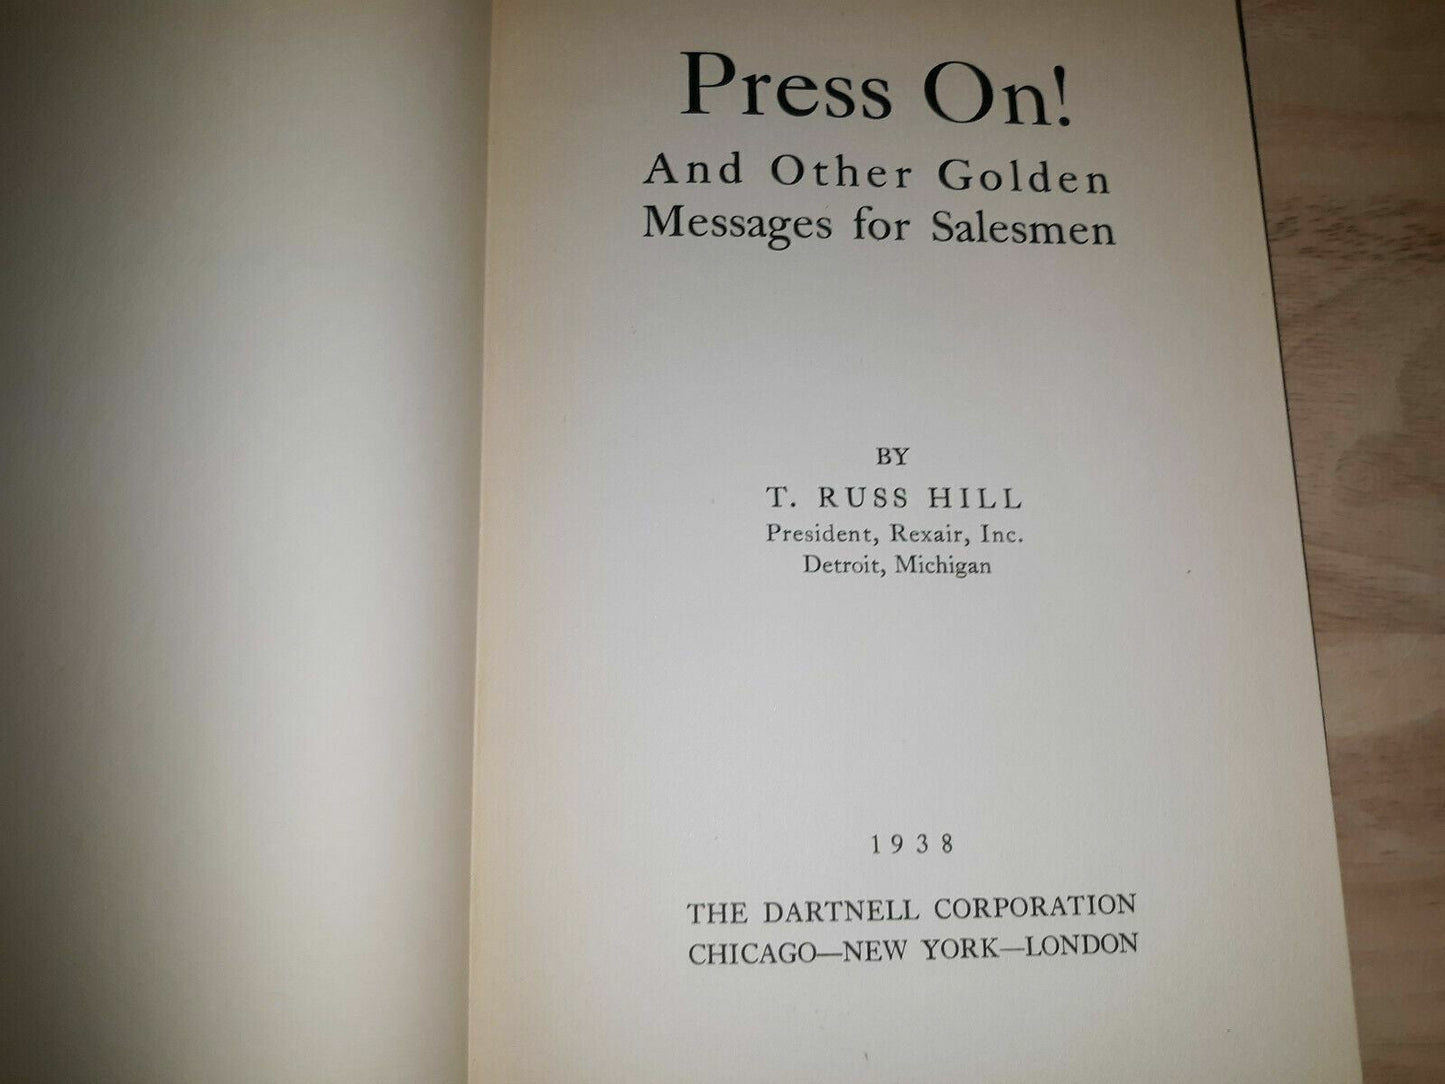 Press On!
And Other Golden
Messages for Salesmen
BY
T. RUSS HILL
President, Rexair, Inc.
Detroit, Michigan
1938
THE DARTNELL CORPORATION
CHICAGO—NEW YORK—LONDON